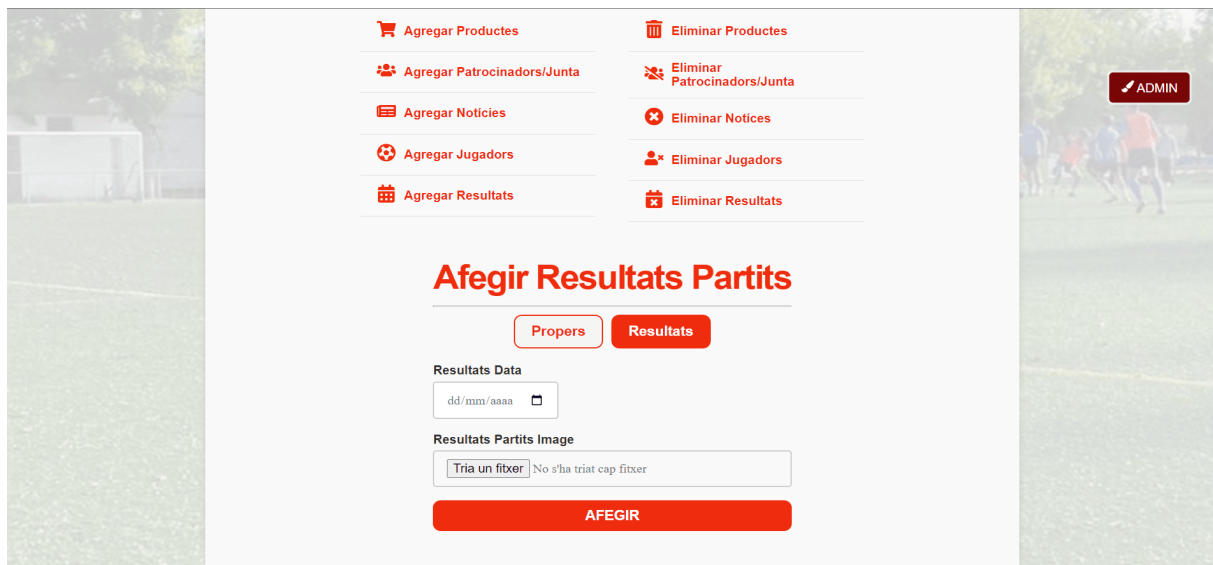 Agregar Productes
Eliminar Productes
Agregar Patrocinadors/Junta
Eliminar
Patrocinadors/Junta
ADMIN
Agregar Notícies
Eliminar Notíces
Agregar Jugadors
Eliminar Jugadors
Agregar Resultats
Eliminar Resultats
Afegir Resultats Partits
Propers
Resultats
Resultats Data
dd/mm/aaaa
Resultats Partits Image
Tria un fitxer No s'ha triat cap fitxer
AFEGIR